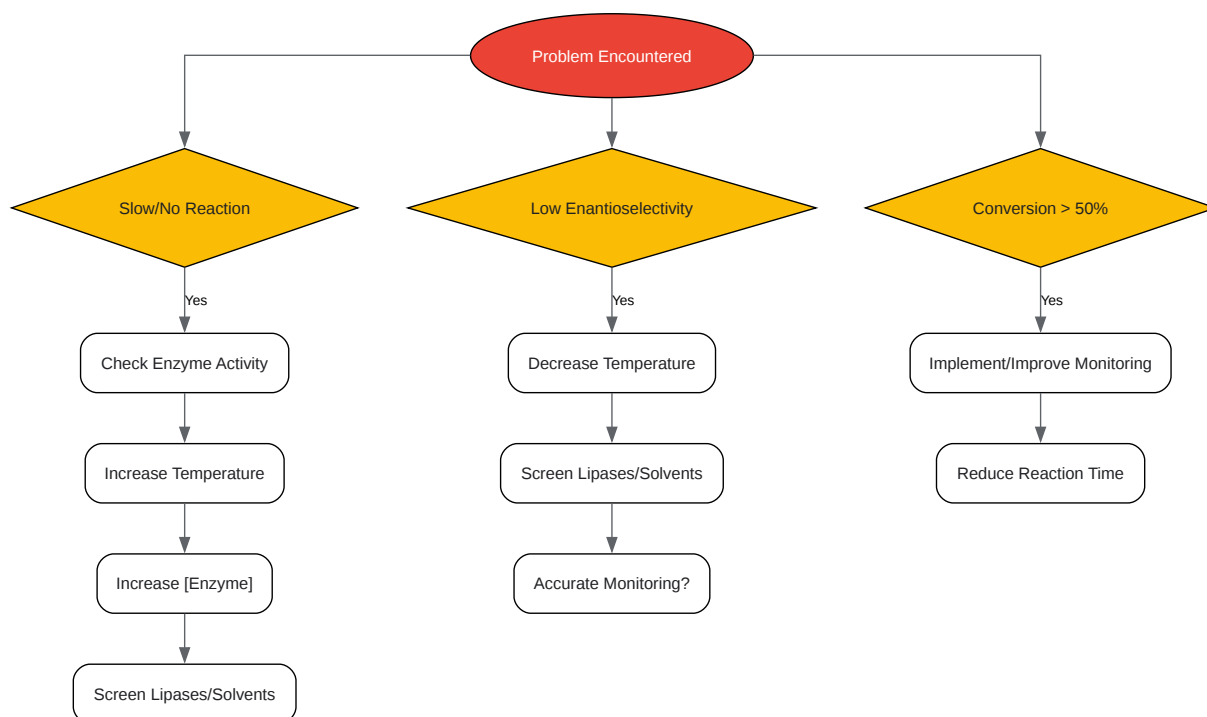 Problem Encountered
Slow/No Reaction
Low Enantioselectivity
Conversion > 50%
Yes
Yes
Yes
Check Enzyme Activity
Decrease Temperature
Implement/Improve Monitoring
Increase Temperature
Screen Lipases/Solvents
Reduce Reaction Time
Increase [Enzyme]
Accurate Monitoring?
Screen Lipases/Solvents